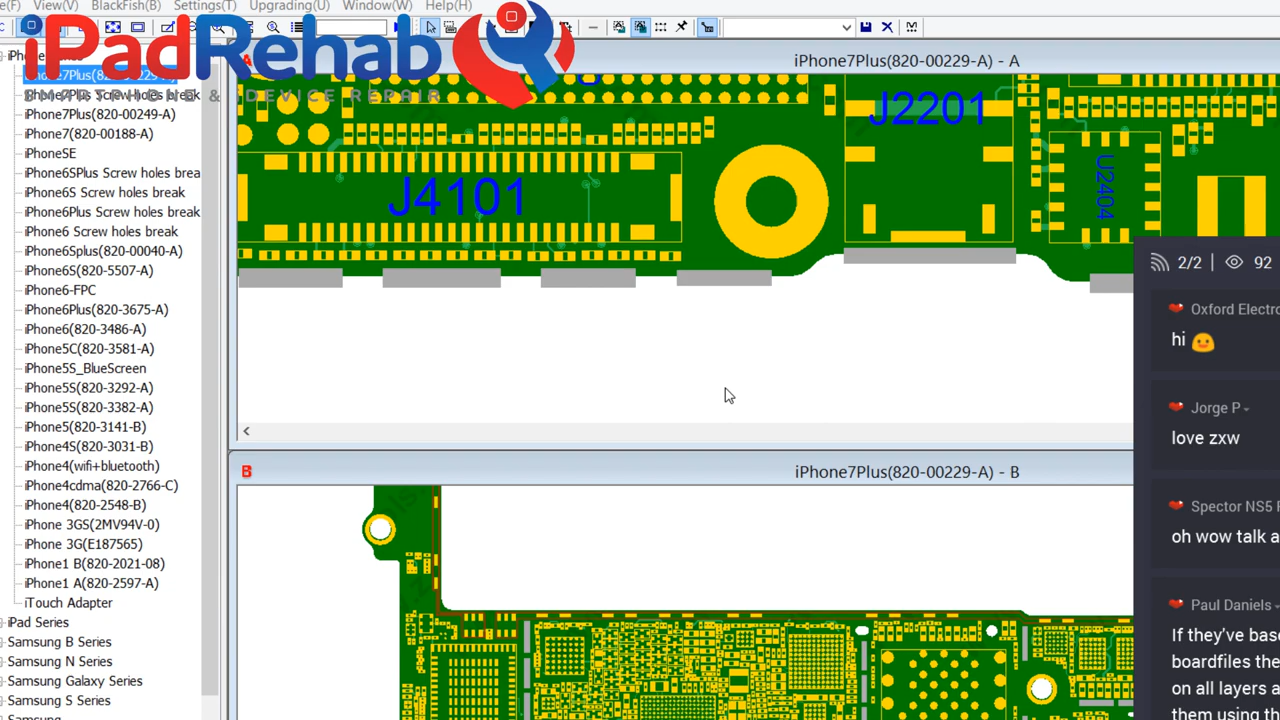 e(F) View(V) BlackFish(B) Settings(T) Upgrading(U) Window(W) Help(H)
iPadRehab
SMARTPHONE & DEVICE REPAIR
iPhone7Plus(820-00249-A)
iPhone7(820-00188-A)
iPhoneSE
iPhone6SPlus Screw holes brea
iPhone6S Screw holes break
iPhone6Plus Screw holes break
iPhone6 Screw holes break
iPhone6Splus(820-00040-A)
iPhone6S(820-5507-A)
iPhone6-FPC
iPhone6Plus(820-3675-A)
iPhone6(820-3486-A)
iPhone5C(820-3581-A)
iPhone5S_BlueScreen
iPhone5S(820-3292-A)
iPhone5S(820-3382-A)
iPhone5(820-3141-B)
iPhone4S(820-3031-B)
iPhone4(wifi+bluetooth)
iPhone4cdma(820-2766-C)
iPhone4(820-2548-B)
iPhone 3GS(2MV94V-0)
iPhone 3G(E187565)
iPhone1 B(820-2021-08)
iPhone1 A(820-2597-A)
iTouch Adapter
iPad Series
Samsung B Series
Samsung N Series
Samsung Galaxy Series
Samsung S Series
A
iPhone7Plus(820-00229-A) - A
J4101
J2201
U2404
B
iPhone7Plus(820-00229-A) - B
2/2 | 92
Oxford Electro
hi
Jorge P
love zxw
Spector NS5
oh wow talk a
Paul Daniels
If they've base
boardfiles the
on all layers a
them using th